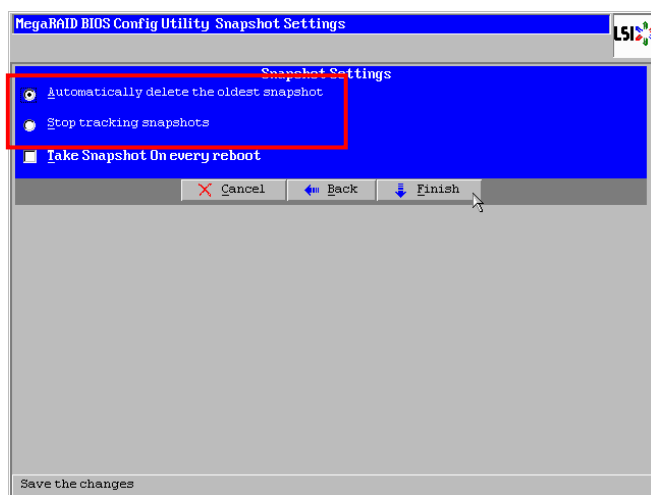 MegaRAID BIOS Config Utility Snapshot Settings
LSI
Snapshot Settings
Automatically delete the oldest snapshot
Stop tracking snapshots
Take Snapshot On every reboot
Cancel
Back
Finish
Save the changes